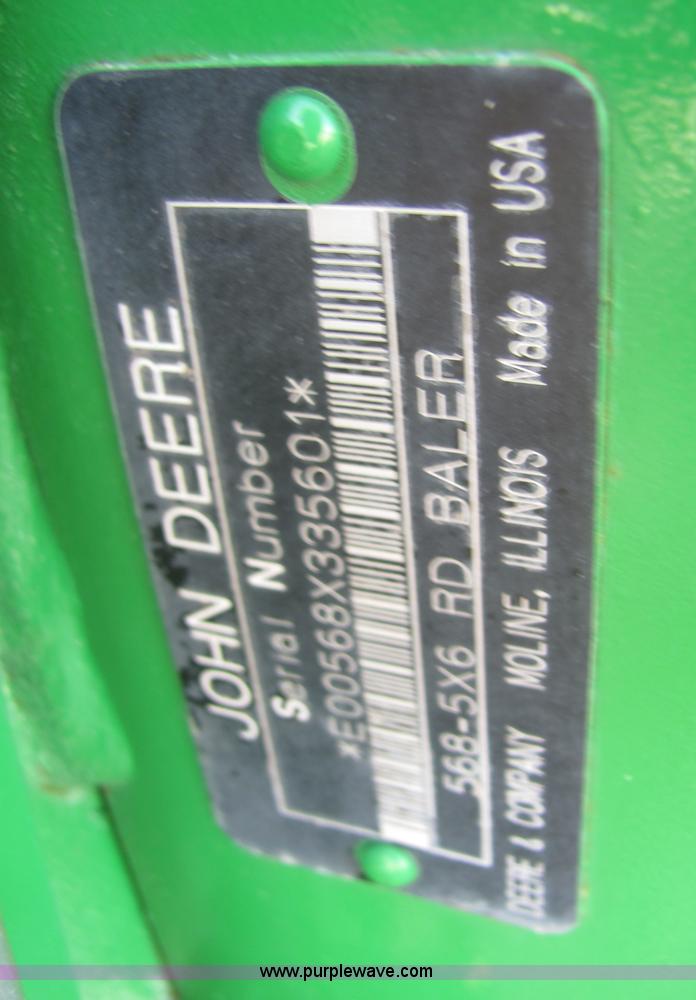 JOHN DEERE
Serial Number
*E00568X335601*
568-5X6 RD BALER
DEERE & COMPANY MOLINE, ILLINOIS Made in USA
www.purplewave.com